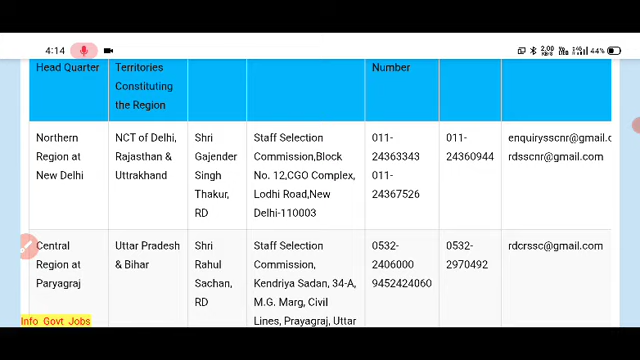 4:14
2.00
44%
Head Quarter
Territories
Constituting
the Region
Number
Northern
Region at
New Delhi
NCT of Delhi,
Rajasthan &
Uttrakhand
Shri
Gajender
Singh
Thakur,
RD
Staff Selection
Commission,Block
No. 12,CGO Complex,
Lodhi Road,New
Delhi-110003
011-
24363343
011-
24367526
011-
24360944
enquirysscnr@gmail.c
rdsscnr@gmail.com
Central
Region at
Paryagraj
Uttar Pradesh
& Bihar
Shri
Rahul
Sachan,
RD
Staff Selection
Commission,
Kendriya Sadan, 34-A,
M.G. Marg, Civil
Lines, Prayagraj, Uttar
0532-
2406000
9452424060
0532-
2970492
rdcrssc@gmail.com
Info Govt Jobs